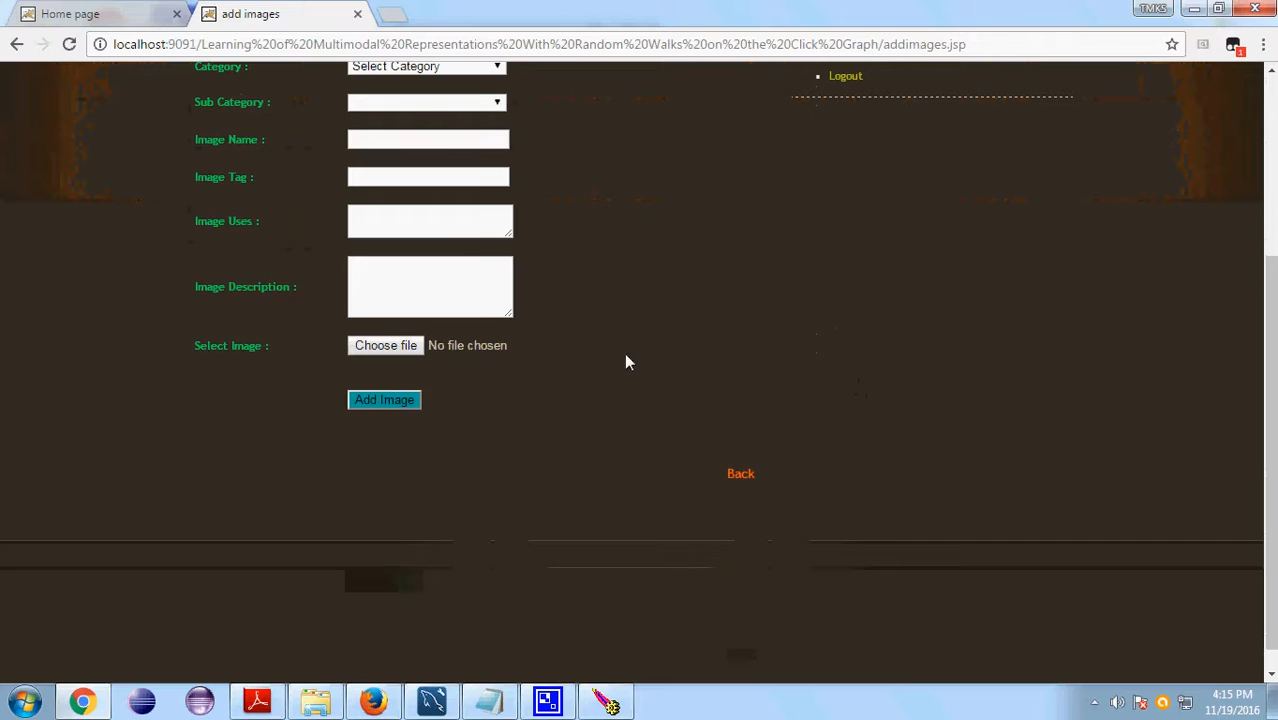 Home page
add images
TMKS
localhost:9091/Learning%20of%20Multimodal%20Representations%20With%20Random%20Walks%20on%20the%20Click%20Graph/addimages.jsp
1
Category : Select Category
Logout
Sub Category :
Image Name :
Image Tag :
Image Uses :
Image Description :
Select Image : Choose file No file chosen
Add Image
Back
4:15 PM
11/19/2016